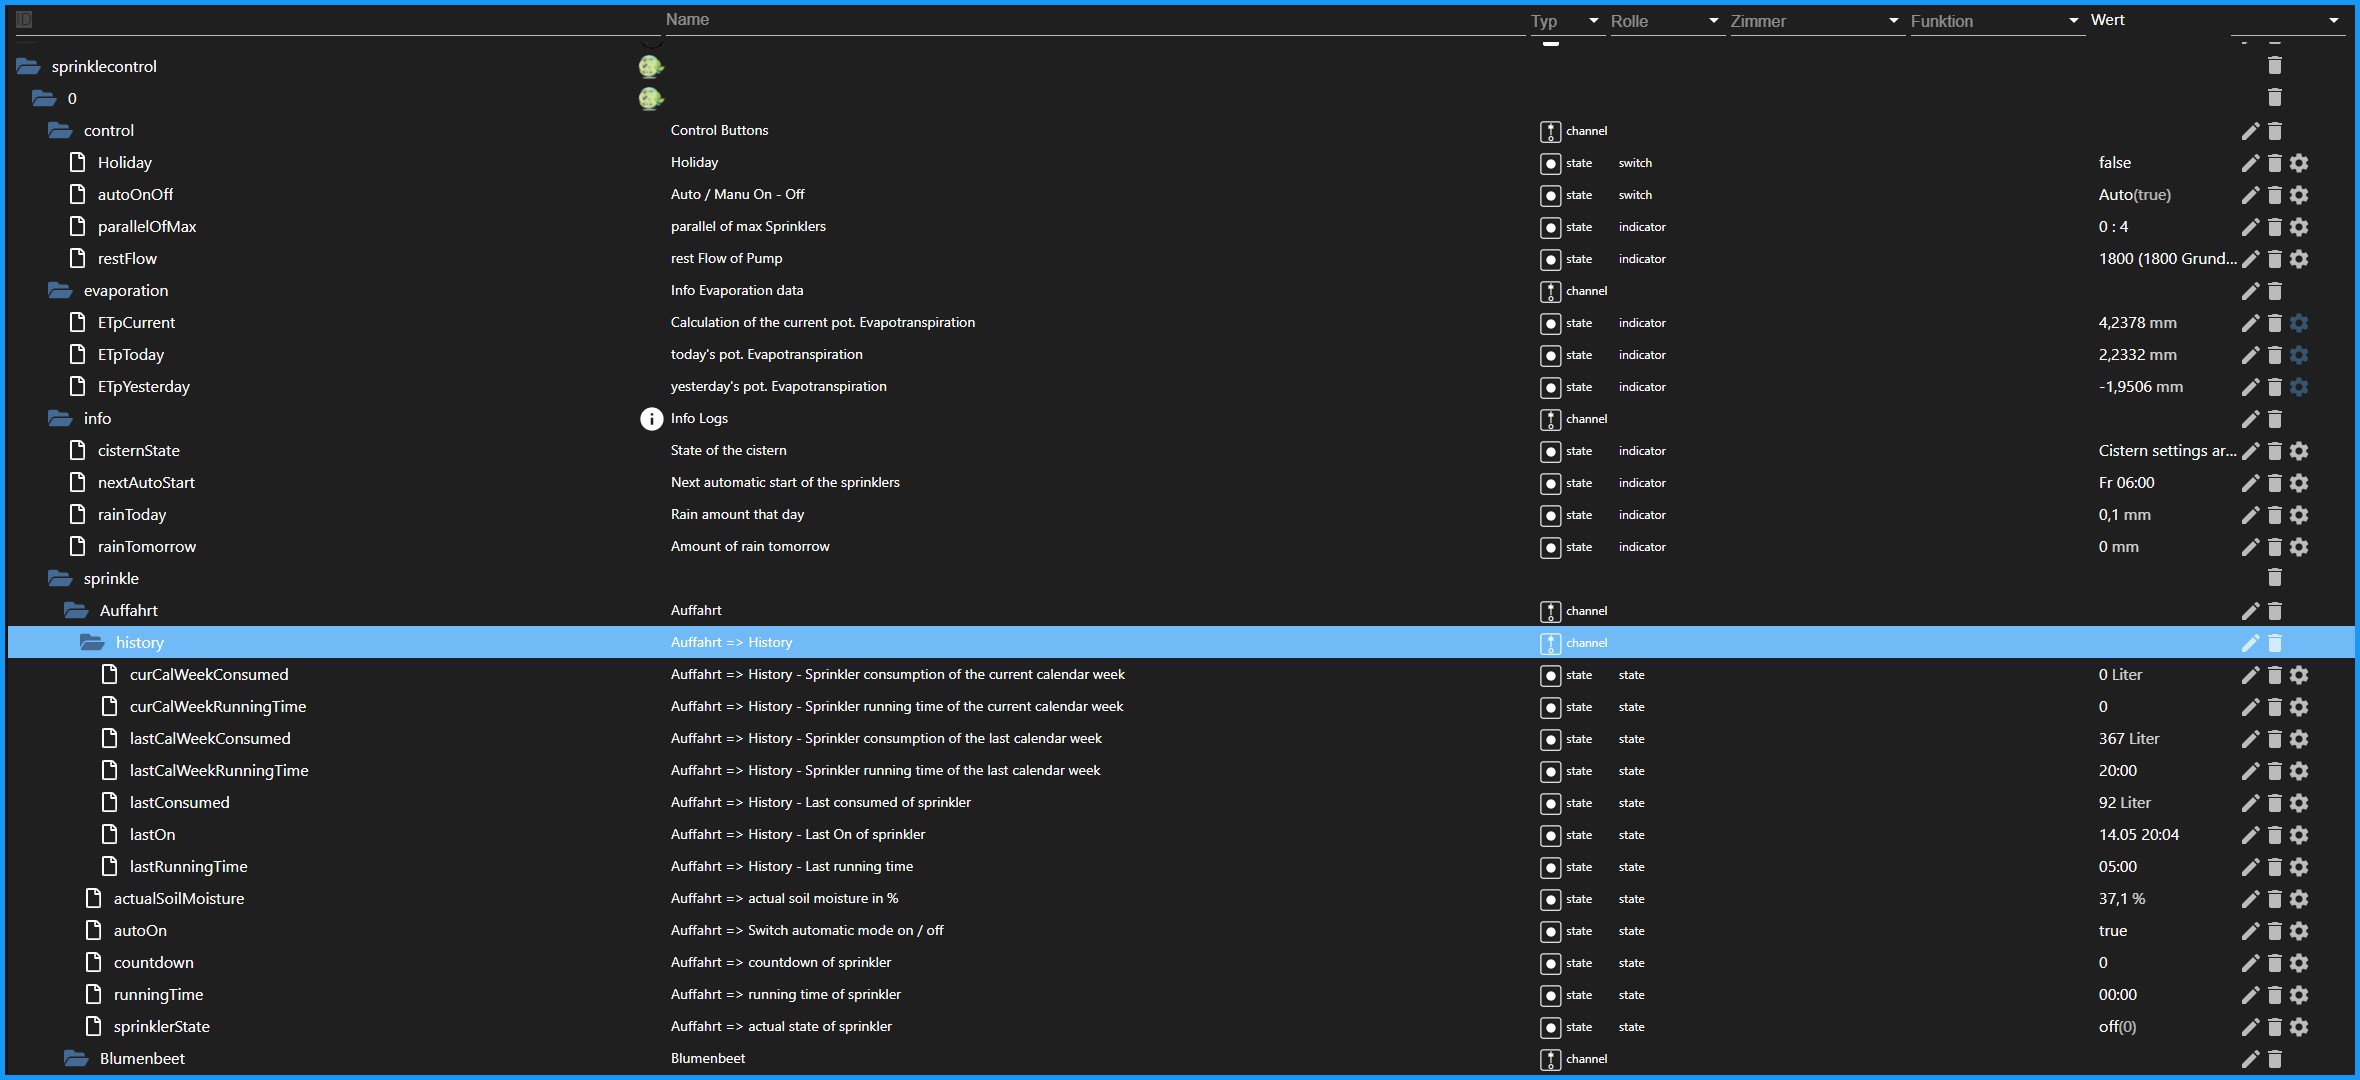 ID Name Typ Rolle Zimmer Funktion Wert
sprinklecontrol
0
control Control Buttons channel
Holiday Holiday state switch false
autoOnOff Auto / Manu On - Off state switch Auto(true)
parallelOfMax parallel of max Sprinklers state indicator 0 : 4
restFlow rest Flow of Pump state indicator 1800 (1800 Grund...
evaporation Info Evaporation data channel
ETpCurrent Calculation of the current pot. Evapotranspiration state indicator 4,2378 mm
ETpToday today's pot. Evapotranspiration state indicator 2,2332 mm
ETpYesterday yesterday's pot. Evapotranspiration state indicator -1,9506 mm
info Info Logs channel
cisternState State of the cistern state indicator Cistern settings ar...
nextAutoStart Next automatic start of the sprinklers state indicator Fr 06:00
rainToday Rain amount that day state indicator 0,1 mm
rainTomorrow Amount of rain tomorrow state indicator 0 mm
sprinkle
Auffahrt Auffahrt channel
history Auffahrt => History channel
curCalWeekConsumed Auffahrt => History - Sprinkler consumption of the current calendar week state state 0 Liter
curCalWeekRunningTime Auffahrt => History - Sprinkler running time of the current calendar week state state 0
lastCalWeekConsumed Auffahrt => History - Sprinkler consumption of the last calendar week state state 367 Liter
lastCalWeekRunningTime Auffahrt => History - Sprinkler running time of the last calendar week state state 20:00
lastConsumed Auffahrt => History - Last consumed of sprinkler state state 92 Liter
lastOn Auffahrt => History - Last On of sprinkler state state 14.05 20:04
lastRunningTime Auffahrt => History - Last running time state state 05:00
actualSoilMoisture Auffahrt => actual soil moisture in % state state 37,1 %
autoOn Auffahrt => Switch automatic mode on / off state state true
countdown Auffahrt => countdown of sprinkler state state 0
runningTime Auffahrt => running time of sprinkler state state 00:00
sprinklerState Auffahrt => actual state of sprinkler state state off(0)
Blumenbeet Blumenbeet channel